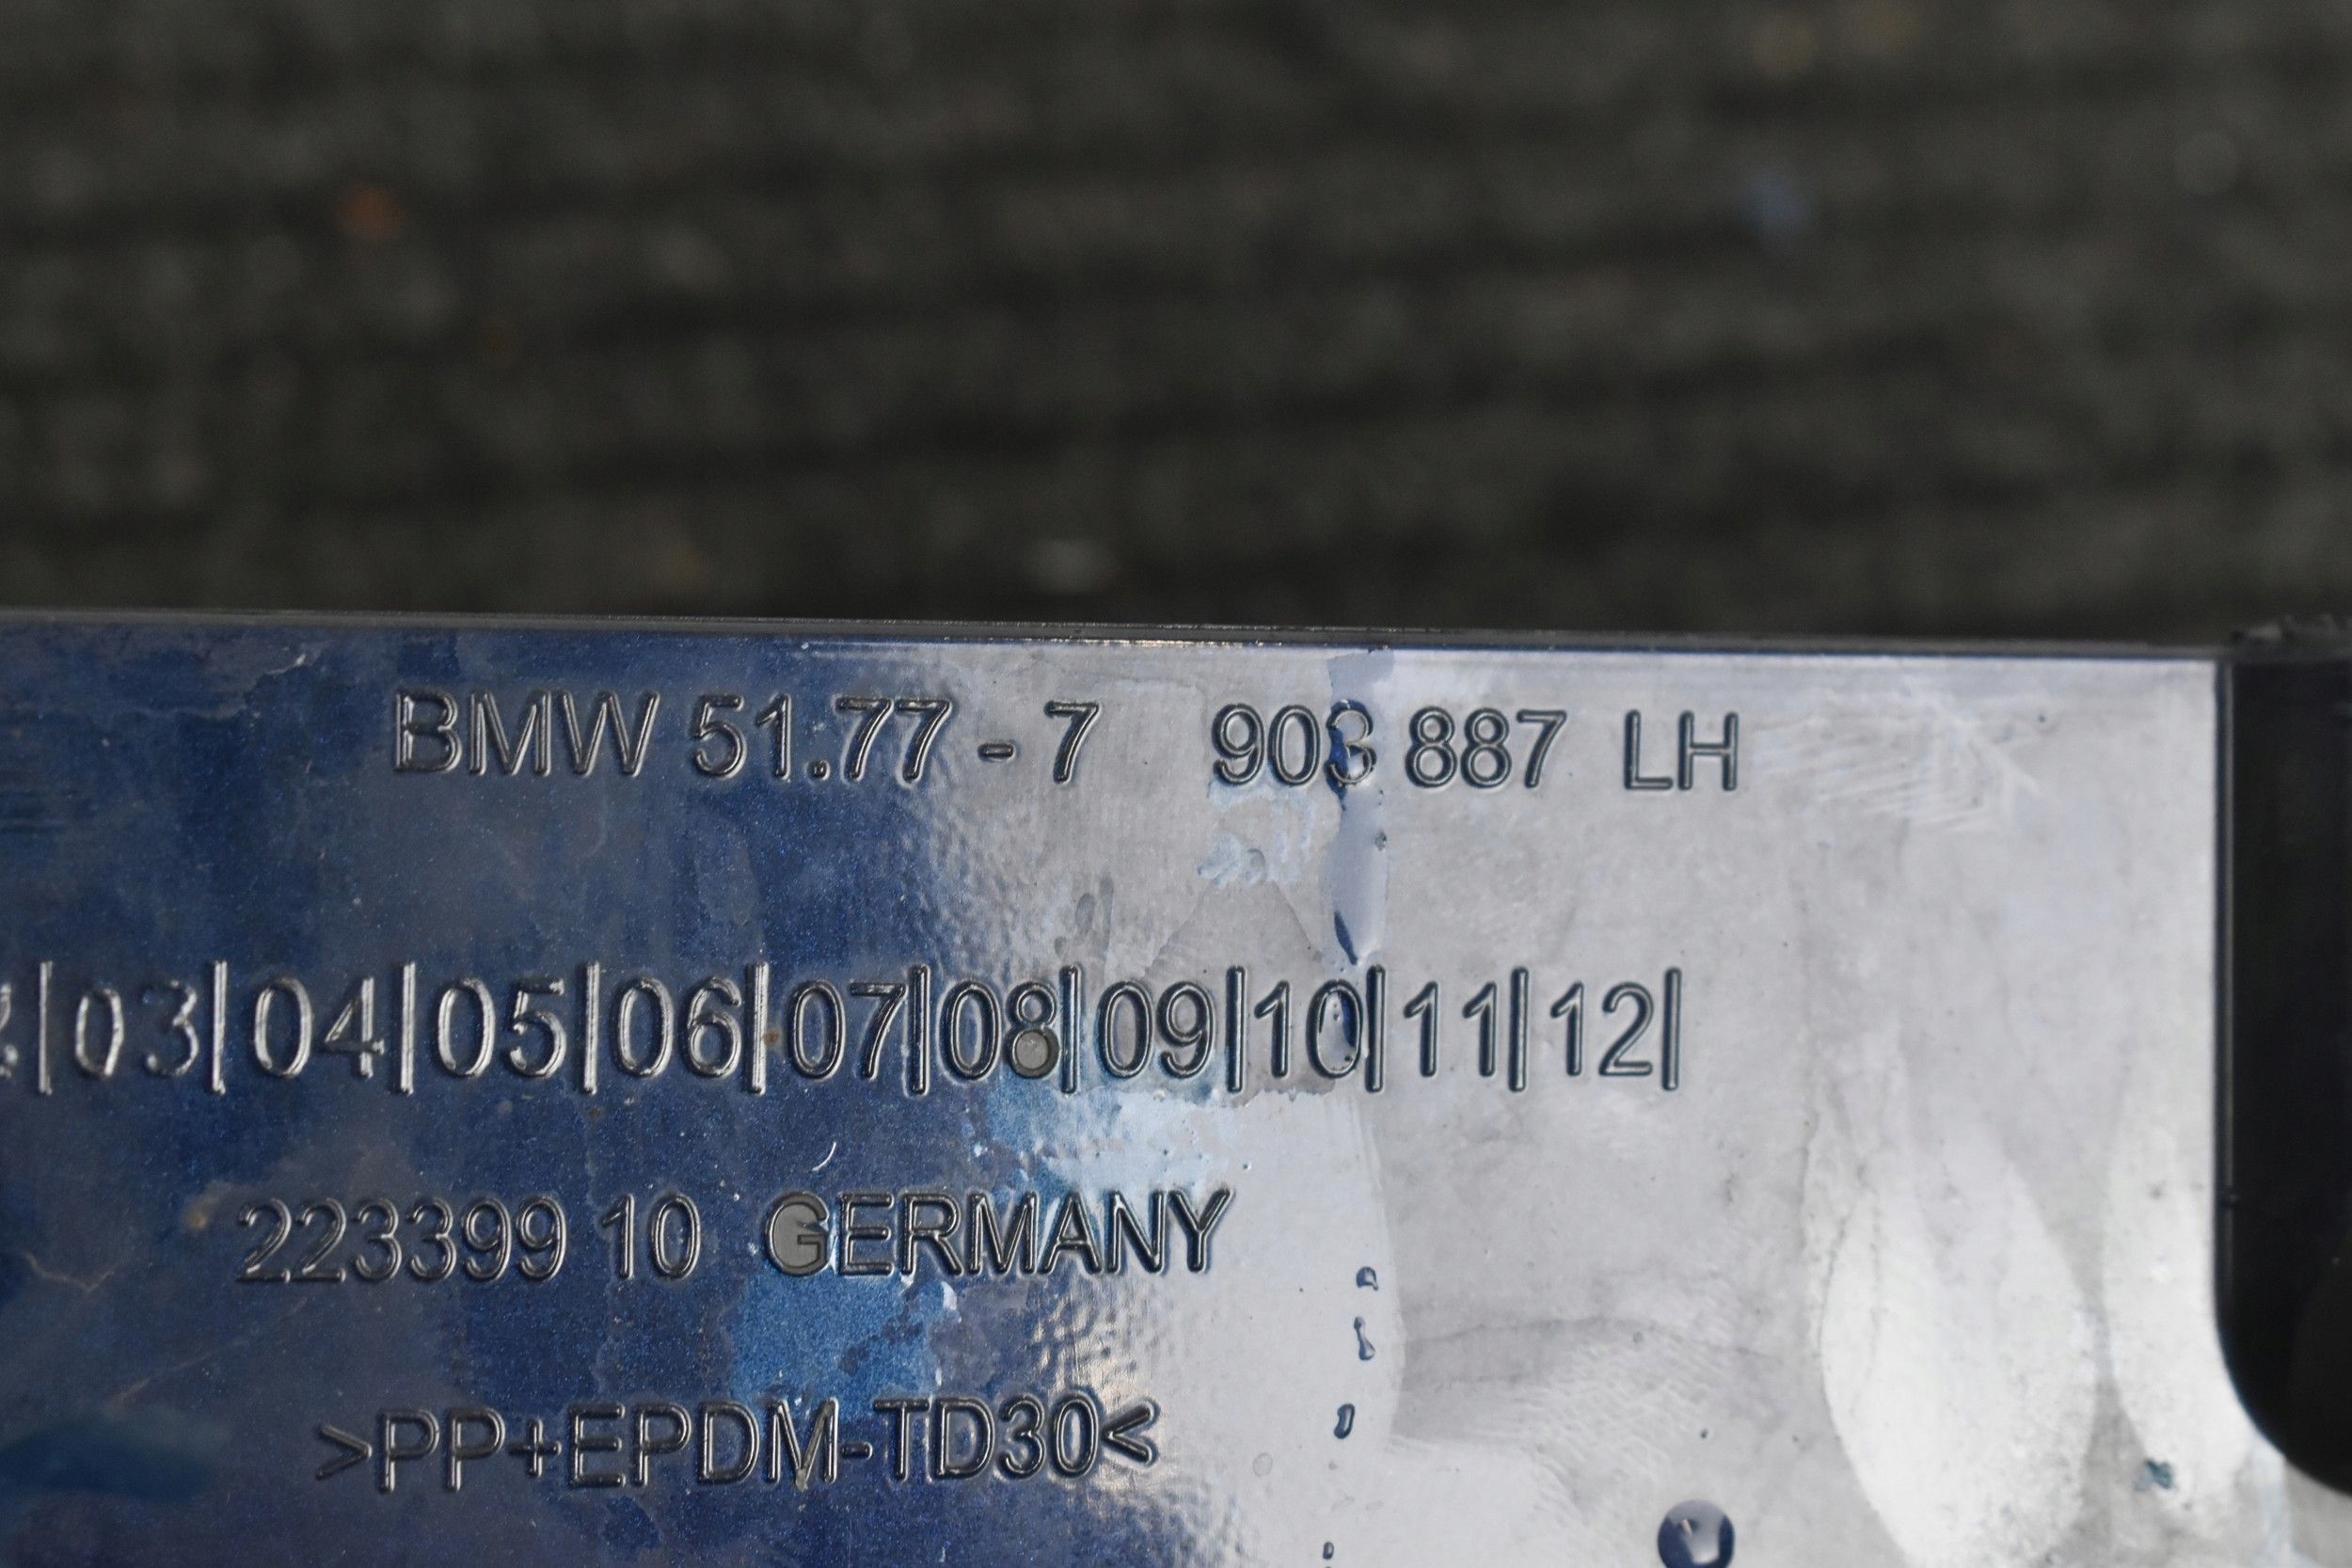 BMW 51.77 - 7 903 887 LH
|03|04|05|06|07|08|09|10|11|12|
223399 10 GERMANY
>PP+EPDM-TD30<